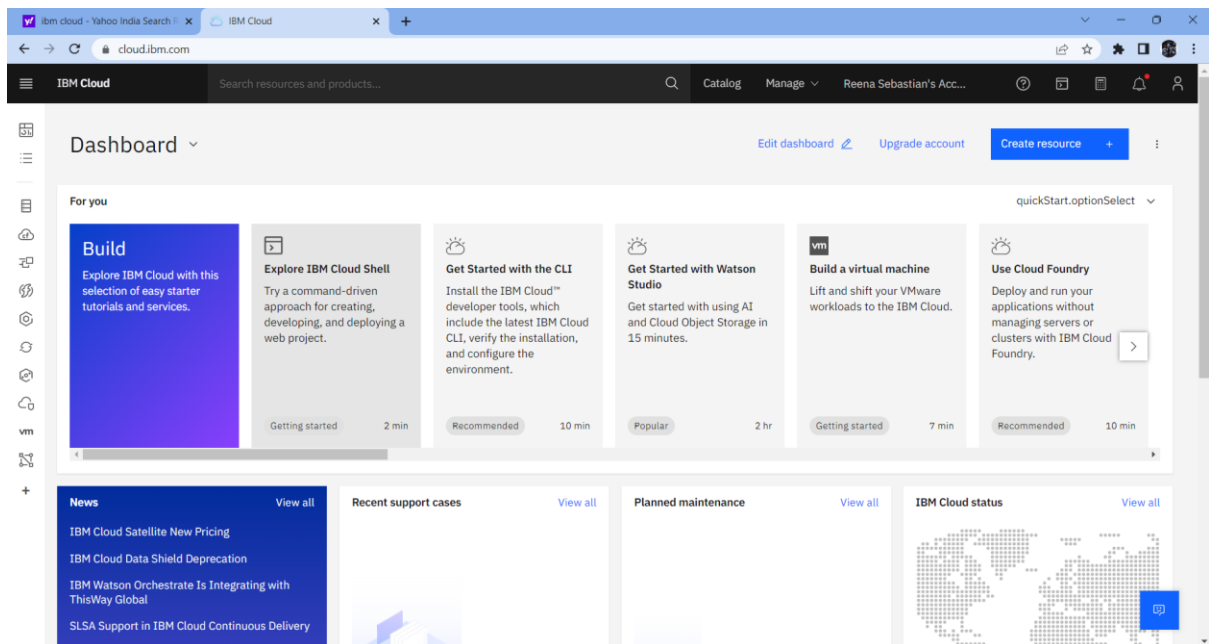 ibm cloud - Yahoo India Search R
IBM Cloud
cloud.ibm.com
IBM Cloud
Search resources and products...
Catalog
Manage
Reena Sebastian's Acc...
Dashboard
Edit dashboard
Upgrade account
Create resource +
For you
quickStart.optionSelect
Build
Explore IBM Cloud with this
selection of easy starter
tutorials and services.
Explore IBM Cloud Shell
Try a command-driven
approach for creating,
developing, and deploying a
web project.
Getting started
2 min
Get Started with the CLI
Install the IBM Cloud™
developer tools, which
include the latest IBM Cloud
CLI, verify the installation,
and configure the
environment.
Recommended
10 min
Get Started with Watson
Studio
Get started with using AI
and Cloud Object Storage in
15 minutes.
Popular
2 hr
vm
Build a virtual machine
Lift and shift your VMware
workloads to the IBM Cloud.
Getting started
7 min
Use Cloud Foundry
Deploy and run your
applications without
managing servers or
clusters with IBM Cloud
Foundry.
Recommended
10 min
vm
News
View all
IBM Cloud Satellite New Pricing
IBM Cloud Data Shield Deprecation
IBM Watson Orchestrate Is Integrating with
ThisWay Global
SLSA Support in IBM Cloud Continuous Delivery
Recent support cases
View all
Planned maintenance
View all
IBM Cloud status
View all